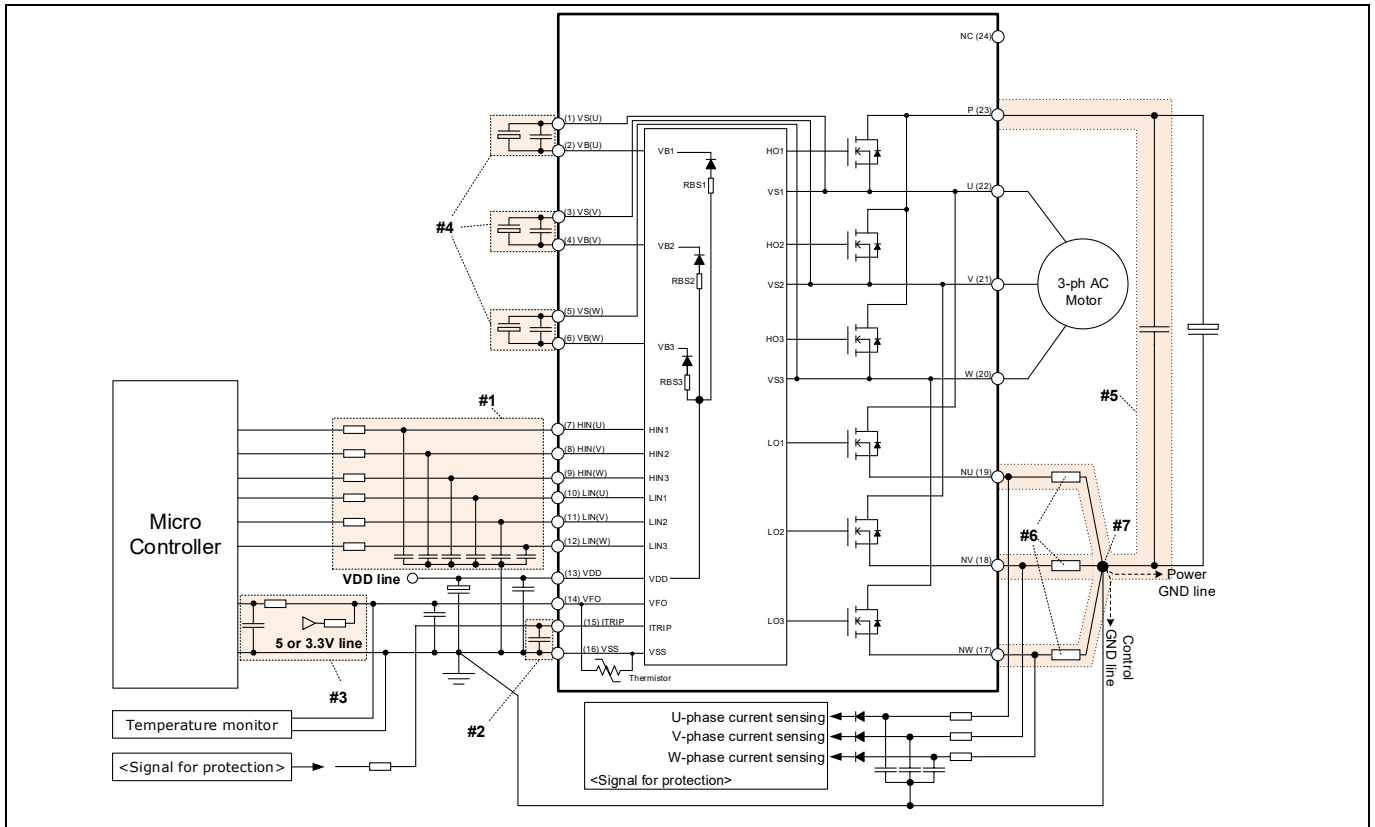 NC (24)
P (23)
(1) VS(U)
(2) VB(U)
VB1
RBS1
HO1
VS1
U (22)
#4
(3) VS(V)
(4) VB(V)
VB2
RBS2
HO2
VS2
V (21)
3-ph AC
Motor
(5) VS(W)
(6) VB(W)
VB3
RBS3
HO3
VS3
W (20)
#5
#1
Micro
Controller
(7) HIN(U)
HIN1
(8) HIN(V)
HIN2
(9) HIN(W)
HIN3
(10) LIN(U)
LIN1
(11) LIN(V)
LIN2
(12) LIN(W)
LIN3
LO1
NU (19)
#6
#7
LO2
NV (18)
Power
GND line
Control
GND line
VDD line
(13) VDD
VDD
(14) VFO
VFO
(15) ITRIP
ITRIP
(16) VSS
VSS
Thermistor
LO3
NW (17)
5 or 3.3V line
#3
#2
Temperature monitor
<Signal for protection>
U-phase current sensing
V-phase current sensing
W-phase current sensing
<Signal for protection>